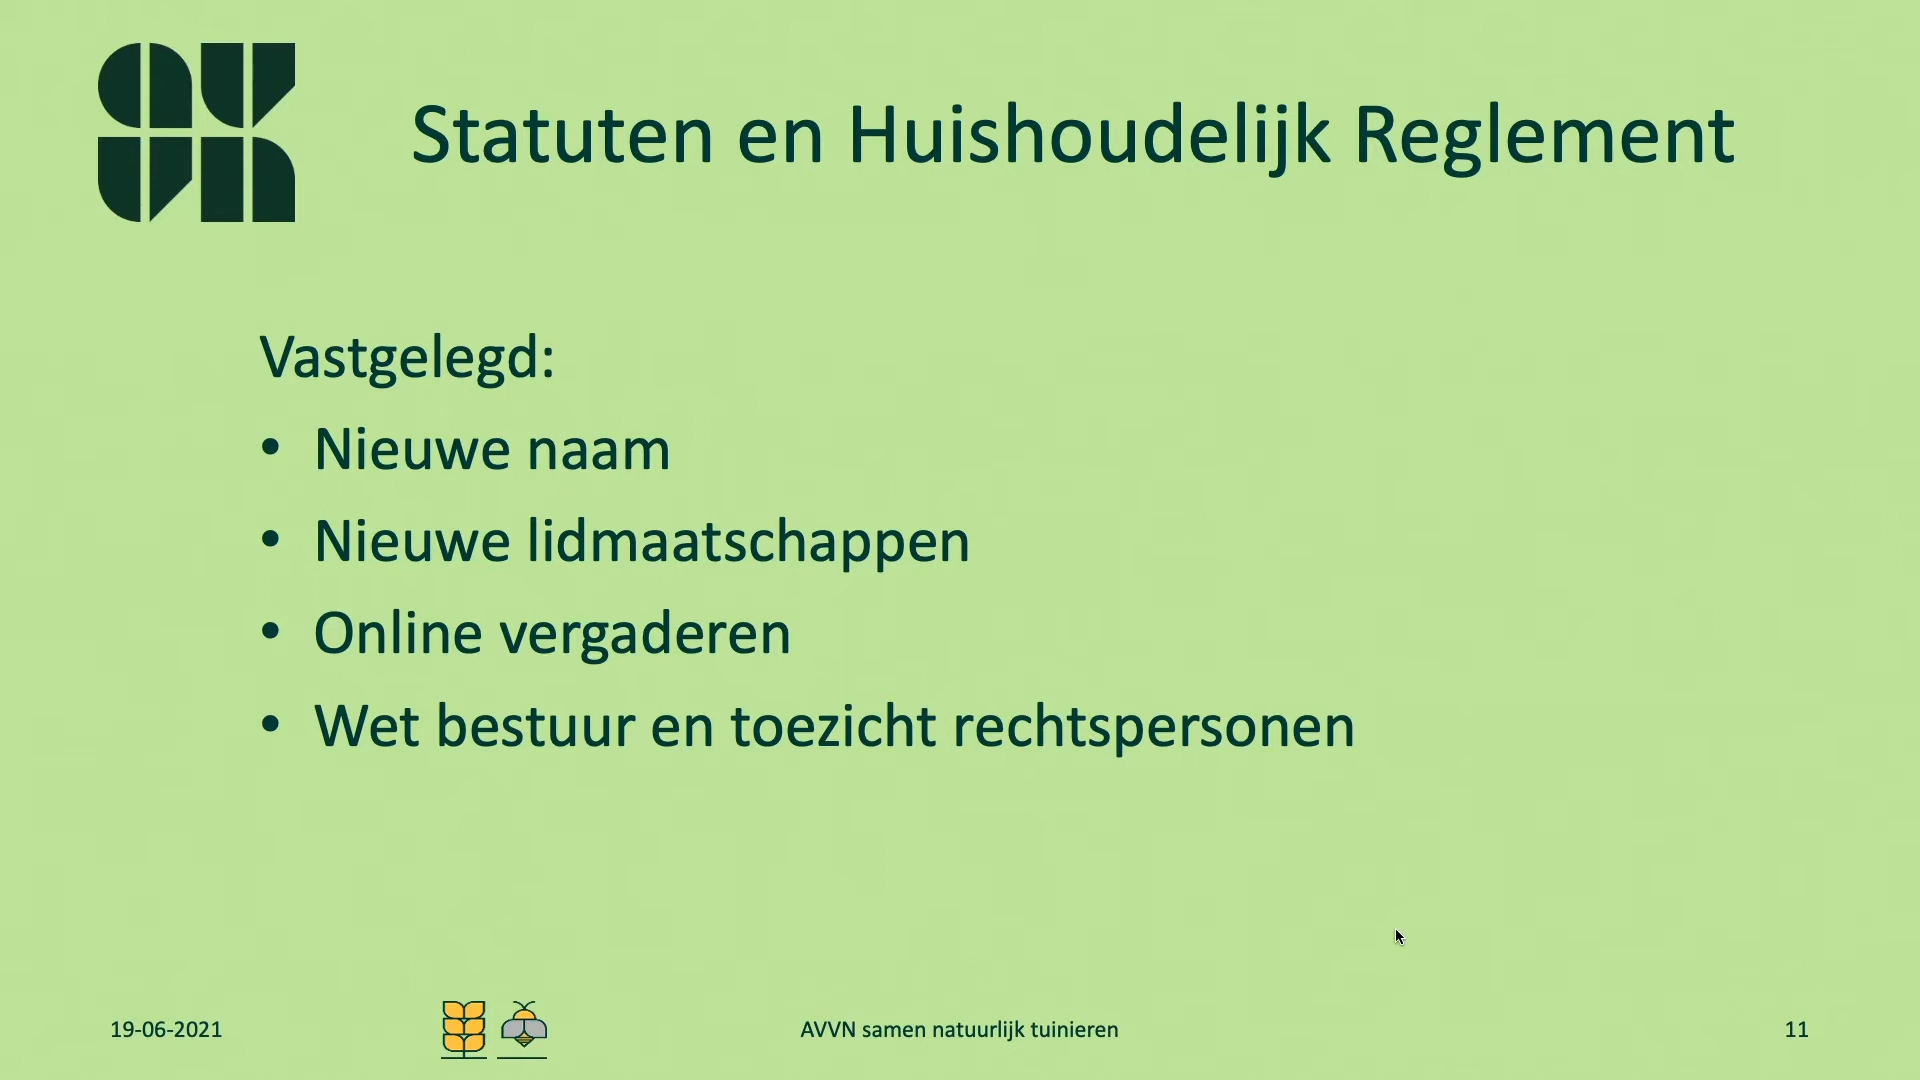 AVVN
Statuten en Huishoudelijk Reglement
Vastgelegd:
• Nieuwe naam
• Nieuwe lidmaatschappen
• Online vergaderen
• Wet bestuur en toezicht rechtspersonen
19-06-2021
AVVN samen natuurlijk tuinieren
11